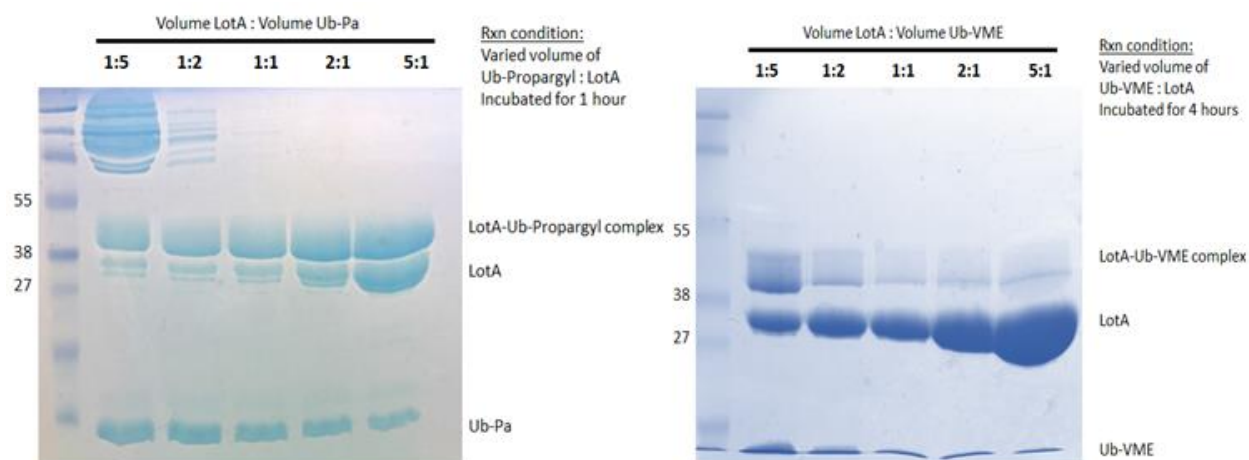 Volume LotA : Volume Ub-Pa
1:5 1:2 1:1 2:1 5:1
Rxn condition:
Varied volume of
Ub-Propargyl : LotA
Incubated for 1 hour
55
38
27
LotA-Ub-Propargyl complex
LotA
Ub-Pa
Volume LotA : Volume Ub-VME
1:5 1:2 1:1 2:1 5:1
Rxn condition:
Varied volume of
Ub-VME : LotA
Incubated for 4 hours
55
38
27
LotA-Ub-VME complex
LotA
Ub-VME